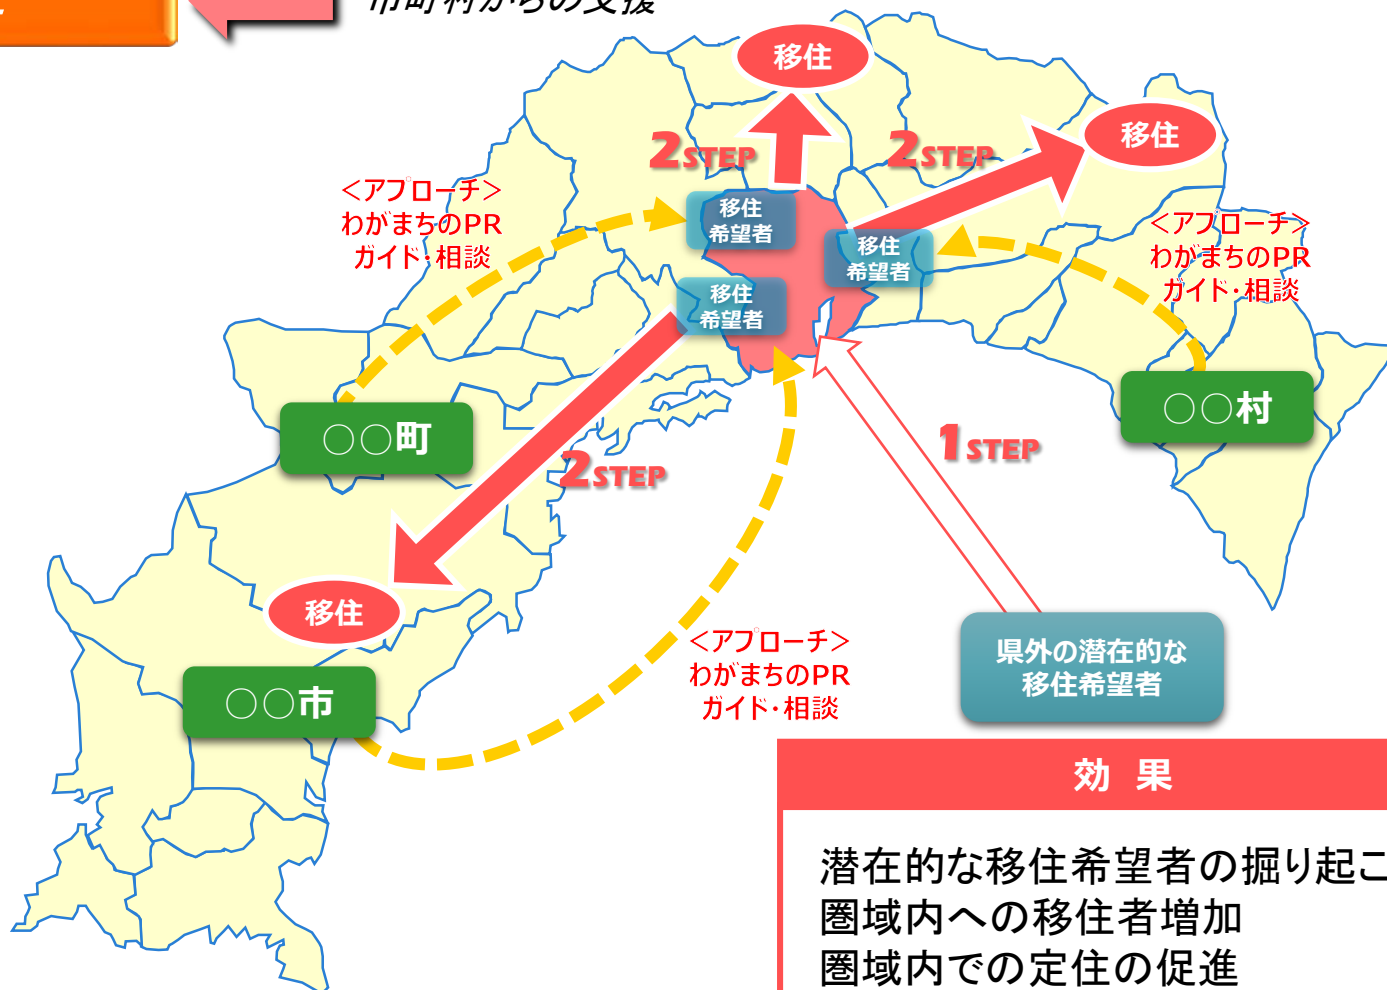 市町村からの支援
移住
移住
2STEP
2STEP
<アプローチ>
わがまちのPR
ガイド・相談
移住
希望者
移住
希望者
<アプローチ>
わがまちのPR
ガイド・相談
移住
希望者
○○町
○○村
1STEP
2STEP
移住
<アプローチ>
わがまちのPR
ガイド・相談
県外の潜在的な
移住希望者
○○市
効 果
潜在的な移住希望者の掘り起こ
圏域内への移住者増加
圏域内での定住の促進